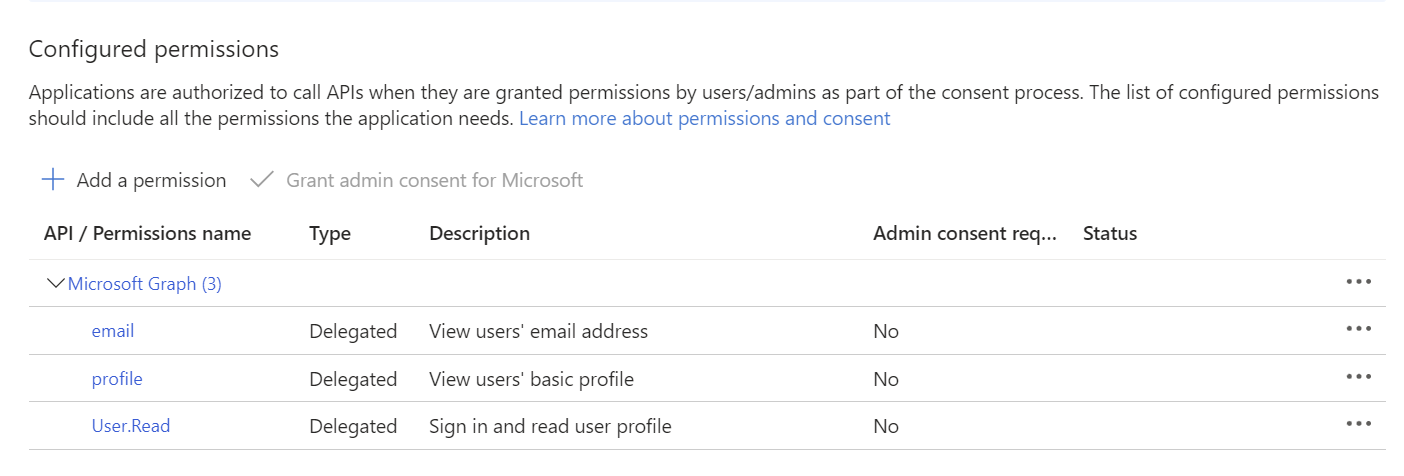 Configured permissions
Applications are authorized to call APIs when they are granted permissions by users/admins as part of the consent process. The list of configured permissions
should include all the permissions the application needs. Learn more about permissions and consent
Add a permission Grant admin consent for Microsoft
API / Permissions name Type Description Admin consent req... Status
Microsoft Graph (3)
email Delegated View users' email address No
profile Delegated View users' basic profile No
User.Read Delegated Sign in and read user profile No